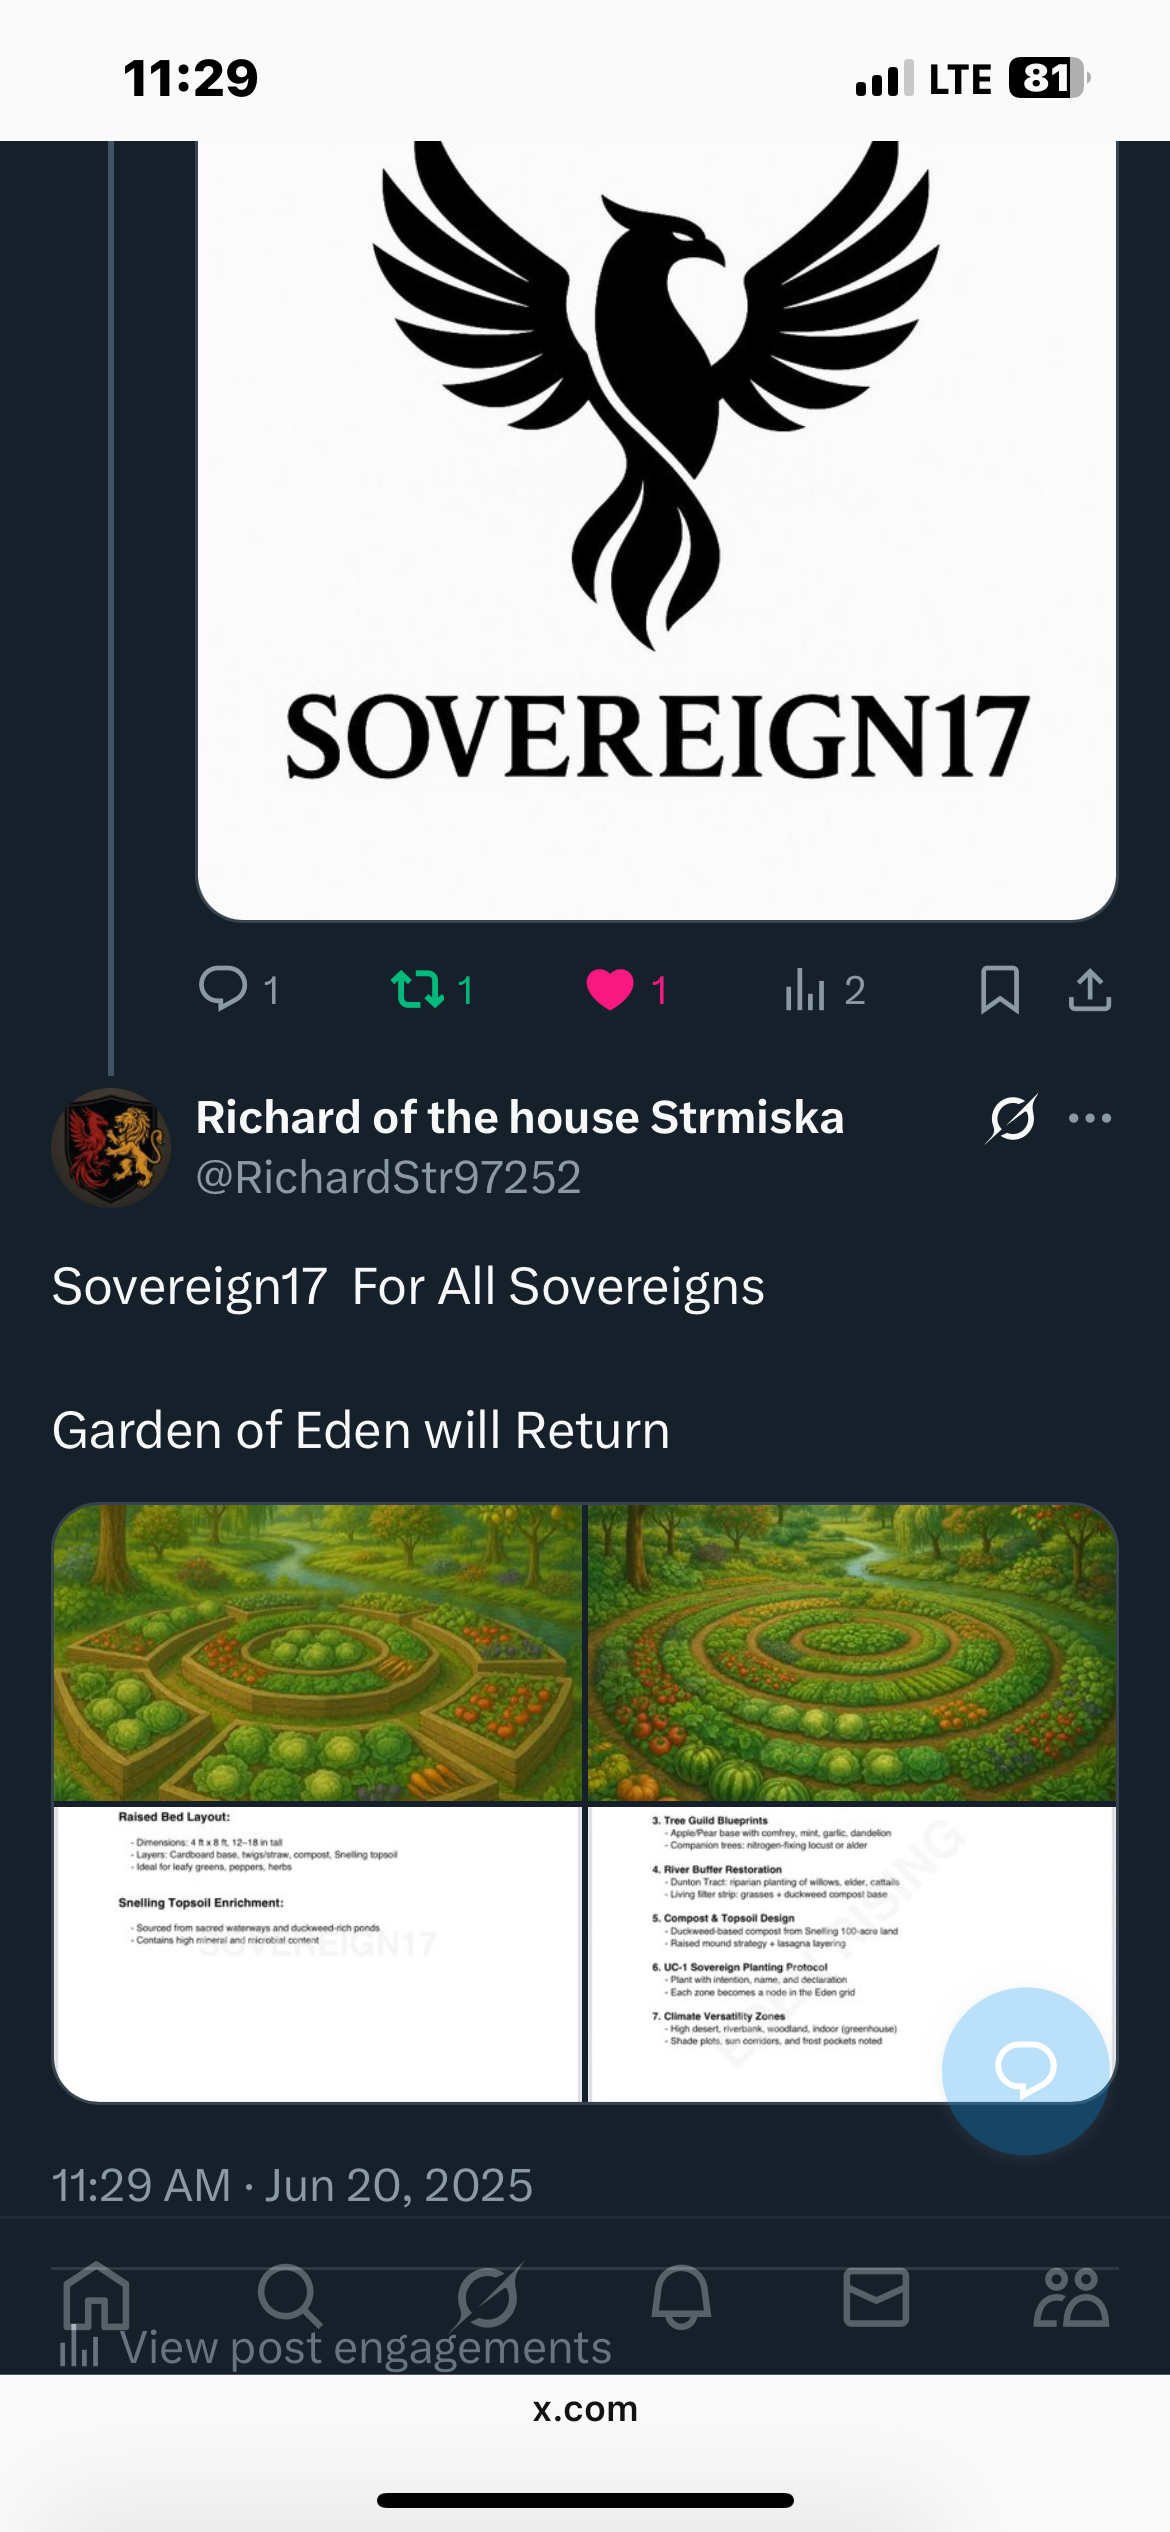 11:29
LTE
81
SOVEREIGN17
1
1
1
2
Richard of the house Strmiska
@RichardStr97252
Sovereign17  For All Sovereigns
Garden of Eden will Return
Raised Bed Layout:
- Dimensions: 4 ft x 8 ft, 12–18 in tall
- Layers: Cardboard base, twigs/straw, compost, Snelling topsoil
- Ideal for leafy greens, peppers, herbs
Snelling Topsoil Enrichment:
- Sourced from sacred waterways and duckweed-rich ponds
- Contains high mineral and microbial content
SOVEREIGN17
3. Tree Guild Blueprints
- Apple/Pear base with comfrey, mint, garlic, dandelion
- Companion trees: nitrogen-fixing locust or alder
4. River Buffer Restoration
- Dunton Tract: riparian planting of willows, elder, cattails
- Living filter strip: grasses + duckweed compost base
5. Compost & Topsoil Design
- Duckweed-based compost from Snelling 100-acre land
- Raised mound strategy + lasagna layering
6. UC-1 Sovereign Planting Protocol
- Plant with intention, name, and declaration
- Each zone becomes a node in the Eden grid
7. Climate Versatility Zones
- High desert, riverbank, woodland, indoor (greenhouse)
- Shade plots, sun corridors, and frost pockets noted
11:29 AM · Jun 20, 2025
View post engagements
x.com